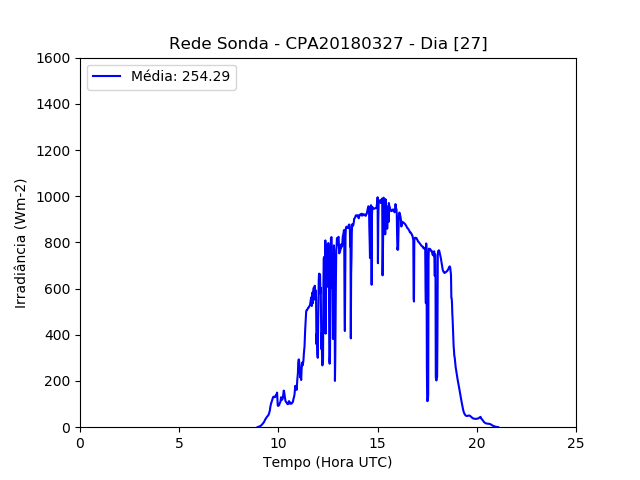 Rede Sonda - CPA20180327 - Dia [27]
Média: 254.29
1600
1400
1200
1000
800
600
400
200
0
Irradiância (Wm-2)
0 5 10 15 20 25
Tempo (Hora UTC)